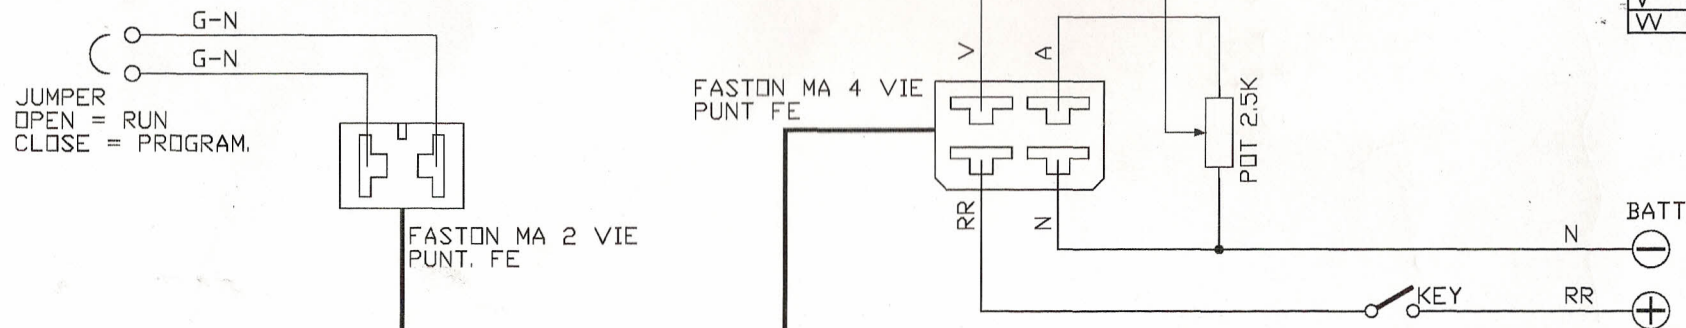 G-N
G-N
JUMPER
OPEN = RUN
CLOSE = PROGRAM.
FASTON MA 2 VIE
PUNT. FE
FASTON MA 4 VIE
PUNT FE
V
A
RR
N
POT 2.5K
W
BATT
N
KEY
RR